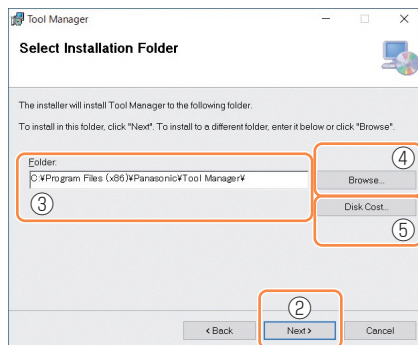 Tool Manager
Select Installation Folder
The installer will install Tool Manager to the following folder.
To install in this folder, click "Next". To install to a different folder, enter it below or click "Browse".
Folder:
C:¥Program Files (x86)¥Panasonic¥Tool Manager¥
③
④
Browse...
Disk Cost...
⑤
②
< Back
Next >
Cancel